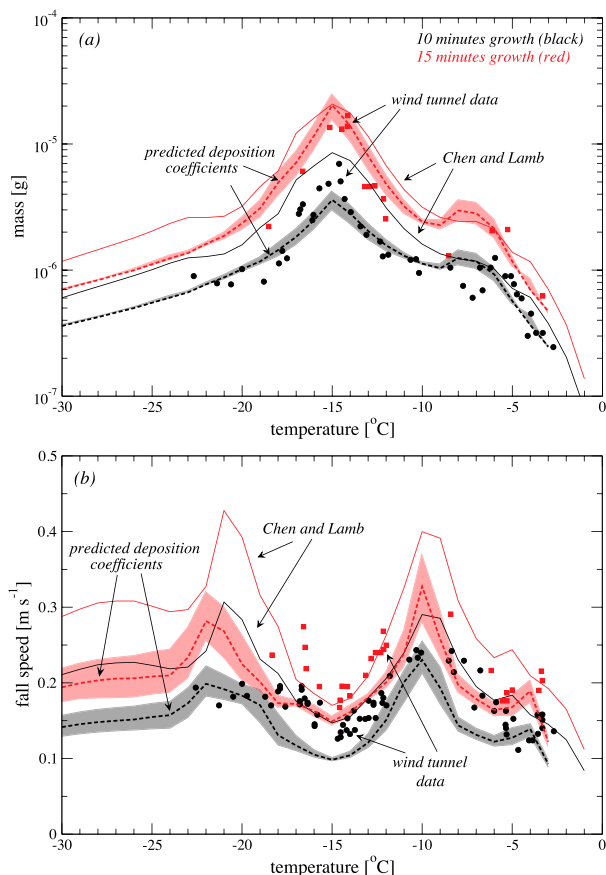 10⁻⁴
(a)
10 minutes growth (black)
15 minutes growth (red)
wind tunnel data
10⁻⁵
predicted deposition
coefficients
Chen and Lamb
mass [g]
10⁻⁶
10⁻⁷
-30 -25 -20 -15 -10 -5 0
temperature [°C]
0.5
(b)
Chen and Lamb
0.4
predicted deposition
coefficients
0.3
fall speed [m s⁻¹]
0.2
wind tunnel
data
0.1
0
-30 -25 -20 -15 -10 -5 0
temperature [°C]